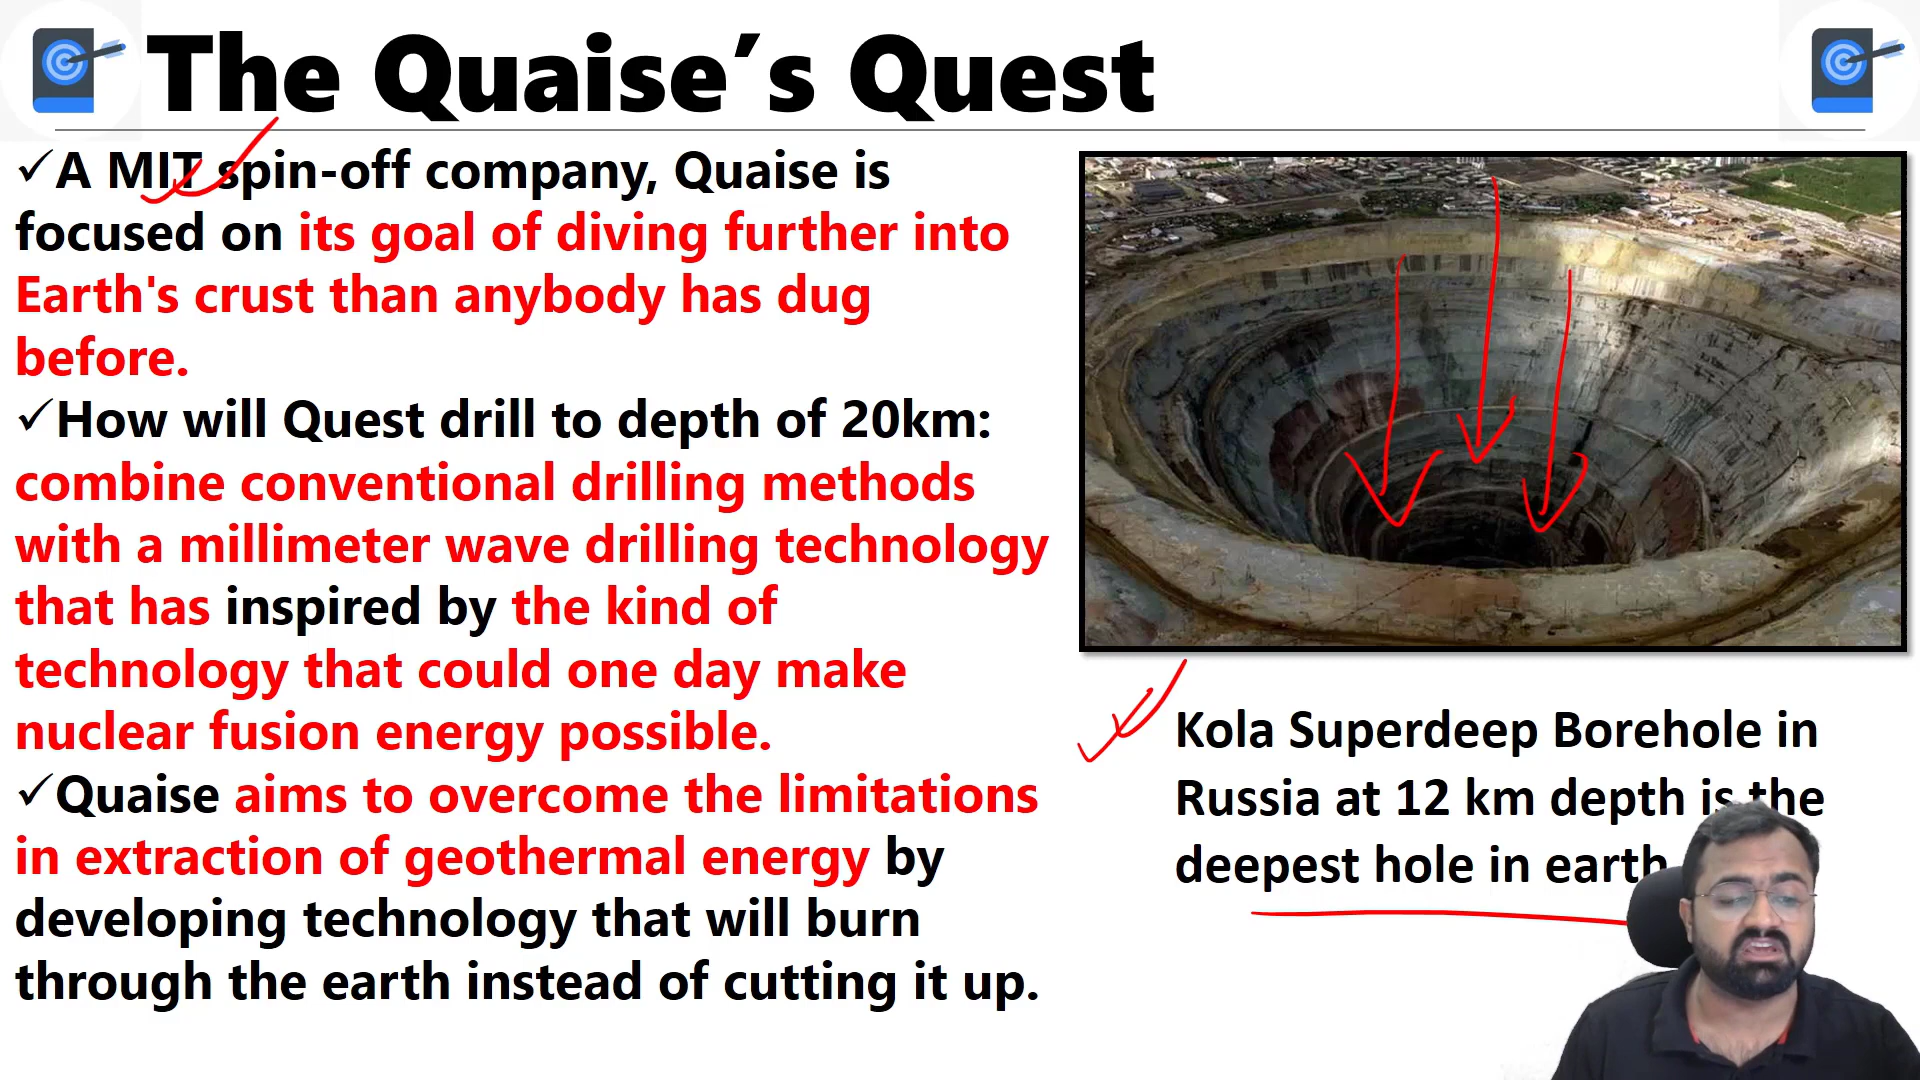 The Quaise′s Quest
✓A MIT spin-off company, Quaise is
focused on its goal of diving further into
Earth's crust than anybody has dug
before.
✓How will Quest drill to depth of 20km:
combine conventional drilling methods
with a millimeter wave drilling technology
that has inspired by the kind of
technology that could one day make
nuclear fusion energy possible.
✓Quaise aims to overcome the limitations
in extraction of geothermal energy by
developing technology that will burn
through the earth instead of cutting it up.
Kola Superdeep Borehole in
Russia at 12 km depth is the
deepest hole in earth